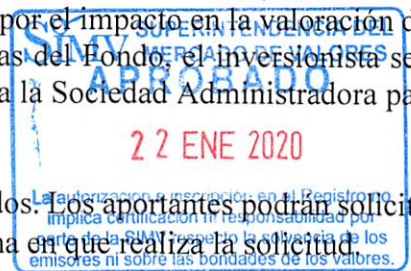 por el impacto en la valoración d
SIMV SUPERINTENDENCIA DEL
MERCADO DE VALORES
as del Fondo, el inversionista se
APROBADO
a la Sociedad Administradora pa
22 ENE 2020
La autorización e inscripción en el Registro no
los. Los aportantes podrán solicit
implica certificación ni responsabilidad por
parte de la SIMV respecto la solvencia de los
na en que realiza la solicitud.
emisores ni sobre las bondades de los valores.